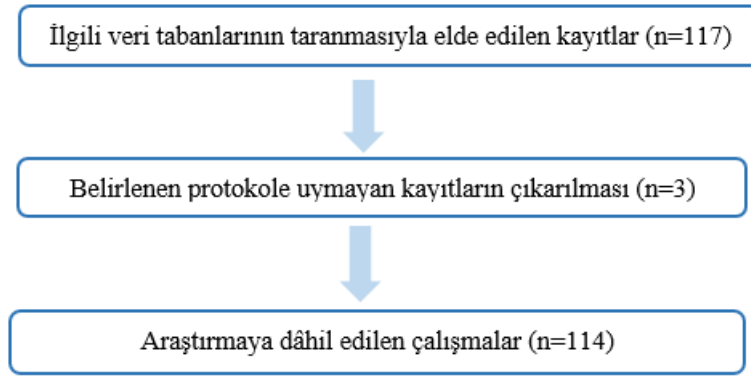 İlgili veri tabanlarının taranmasıyla elde edilen kayıtlar (n=117)
Belirlenen protokole uymayan kayıtların çıkarılması (n=3)
Araştırmaya dâhil edilen çalışmalar (n=114)